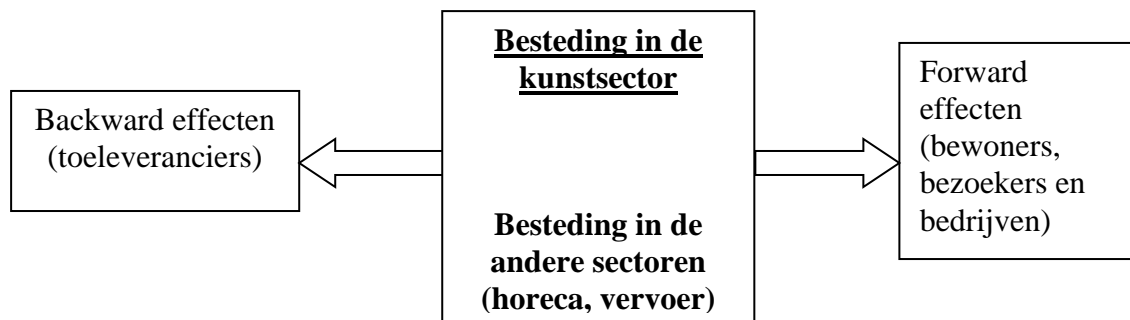 Backward effecten
(toeleveranciers)
Besteding in de
kunstsector
Besteding in de
andere sectoren
(horeca, vervoer)
Forward
effecten
(bewoners,
bezoekers en
bedrijven)